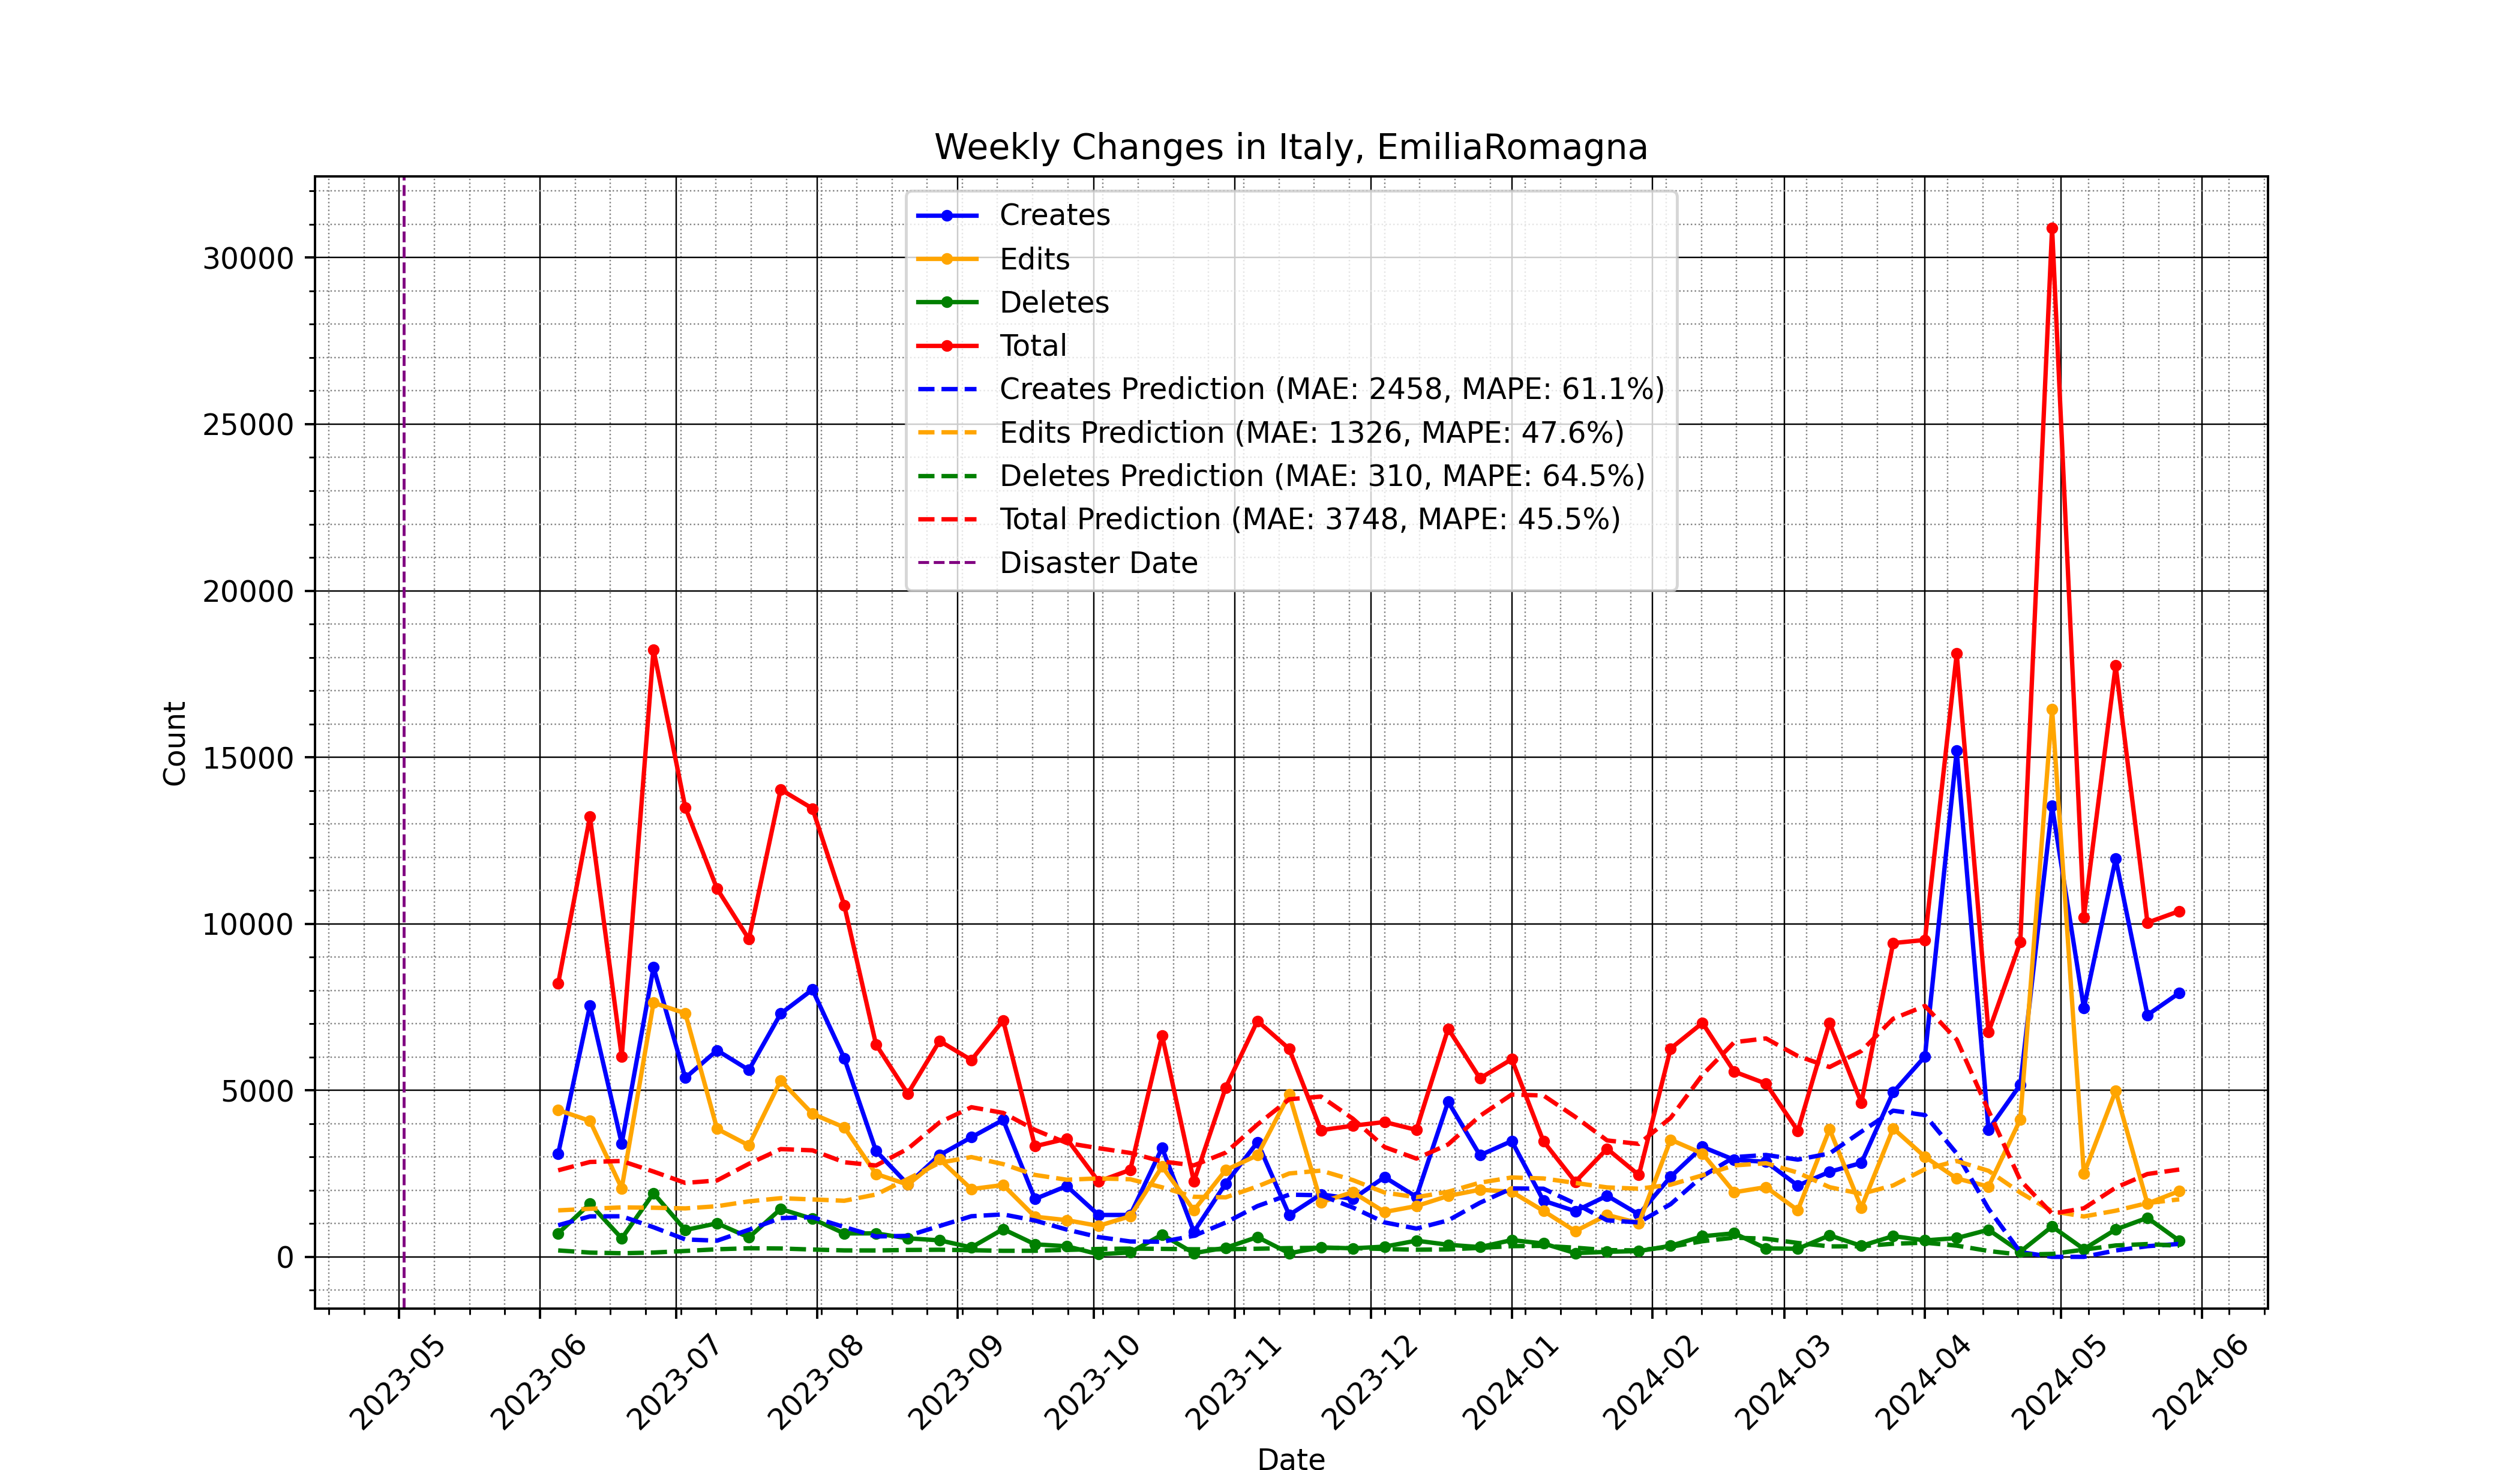 Weekly Changes in Italy, EmiliaRomagna
Creates
Edits
Deletes
Total
Creates Prediction (MAE: 2458, MAPE: 61.1%)
Edits Prediction (MAE: 1326, MAPE: 47.6%)
Deletes Prediction (MAE: 310, MAPE: 64.5%)
Total Prediction (MAE: 3748, MAPE: 45.5%)
Disaster Date
30000
25000
20000
15000
10000
5000
0
Count
2023-05
2023-06
2023-07
2023-08
2023-09
2023-10
2023-11
2023-12
2024-01
2024-02
2024-03
2024-04
2024-05
2024-06
Date